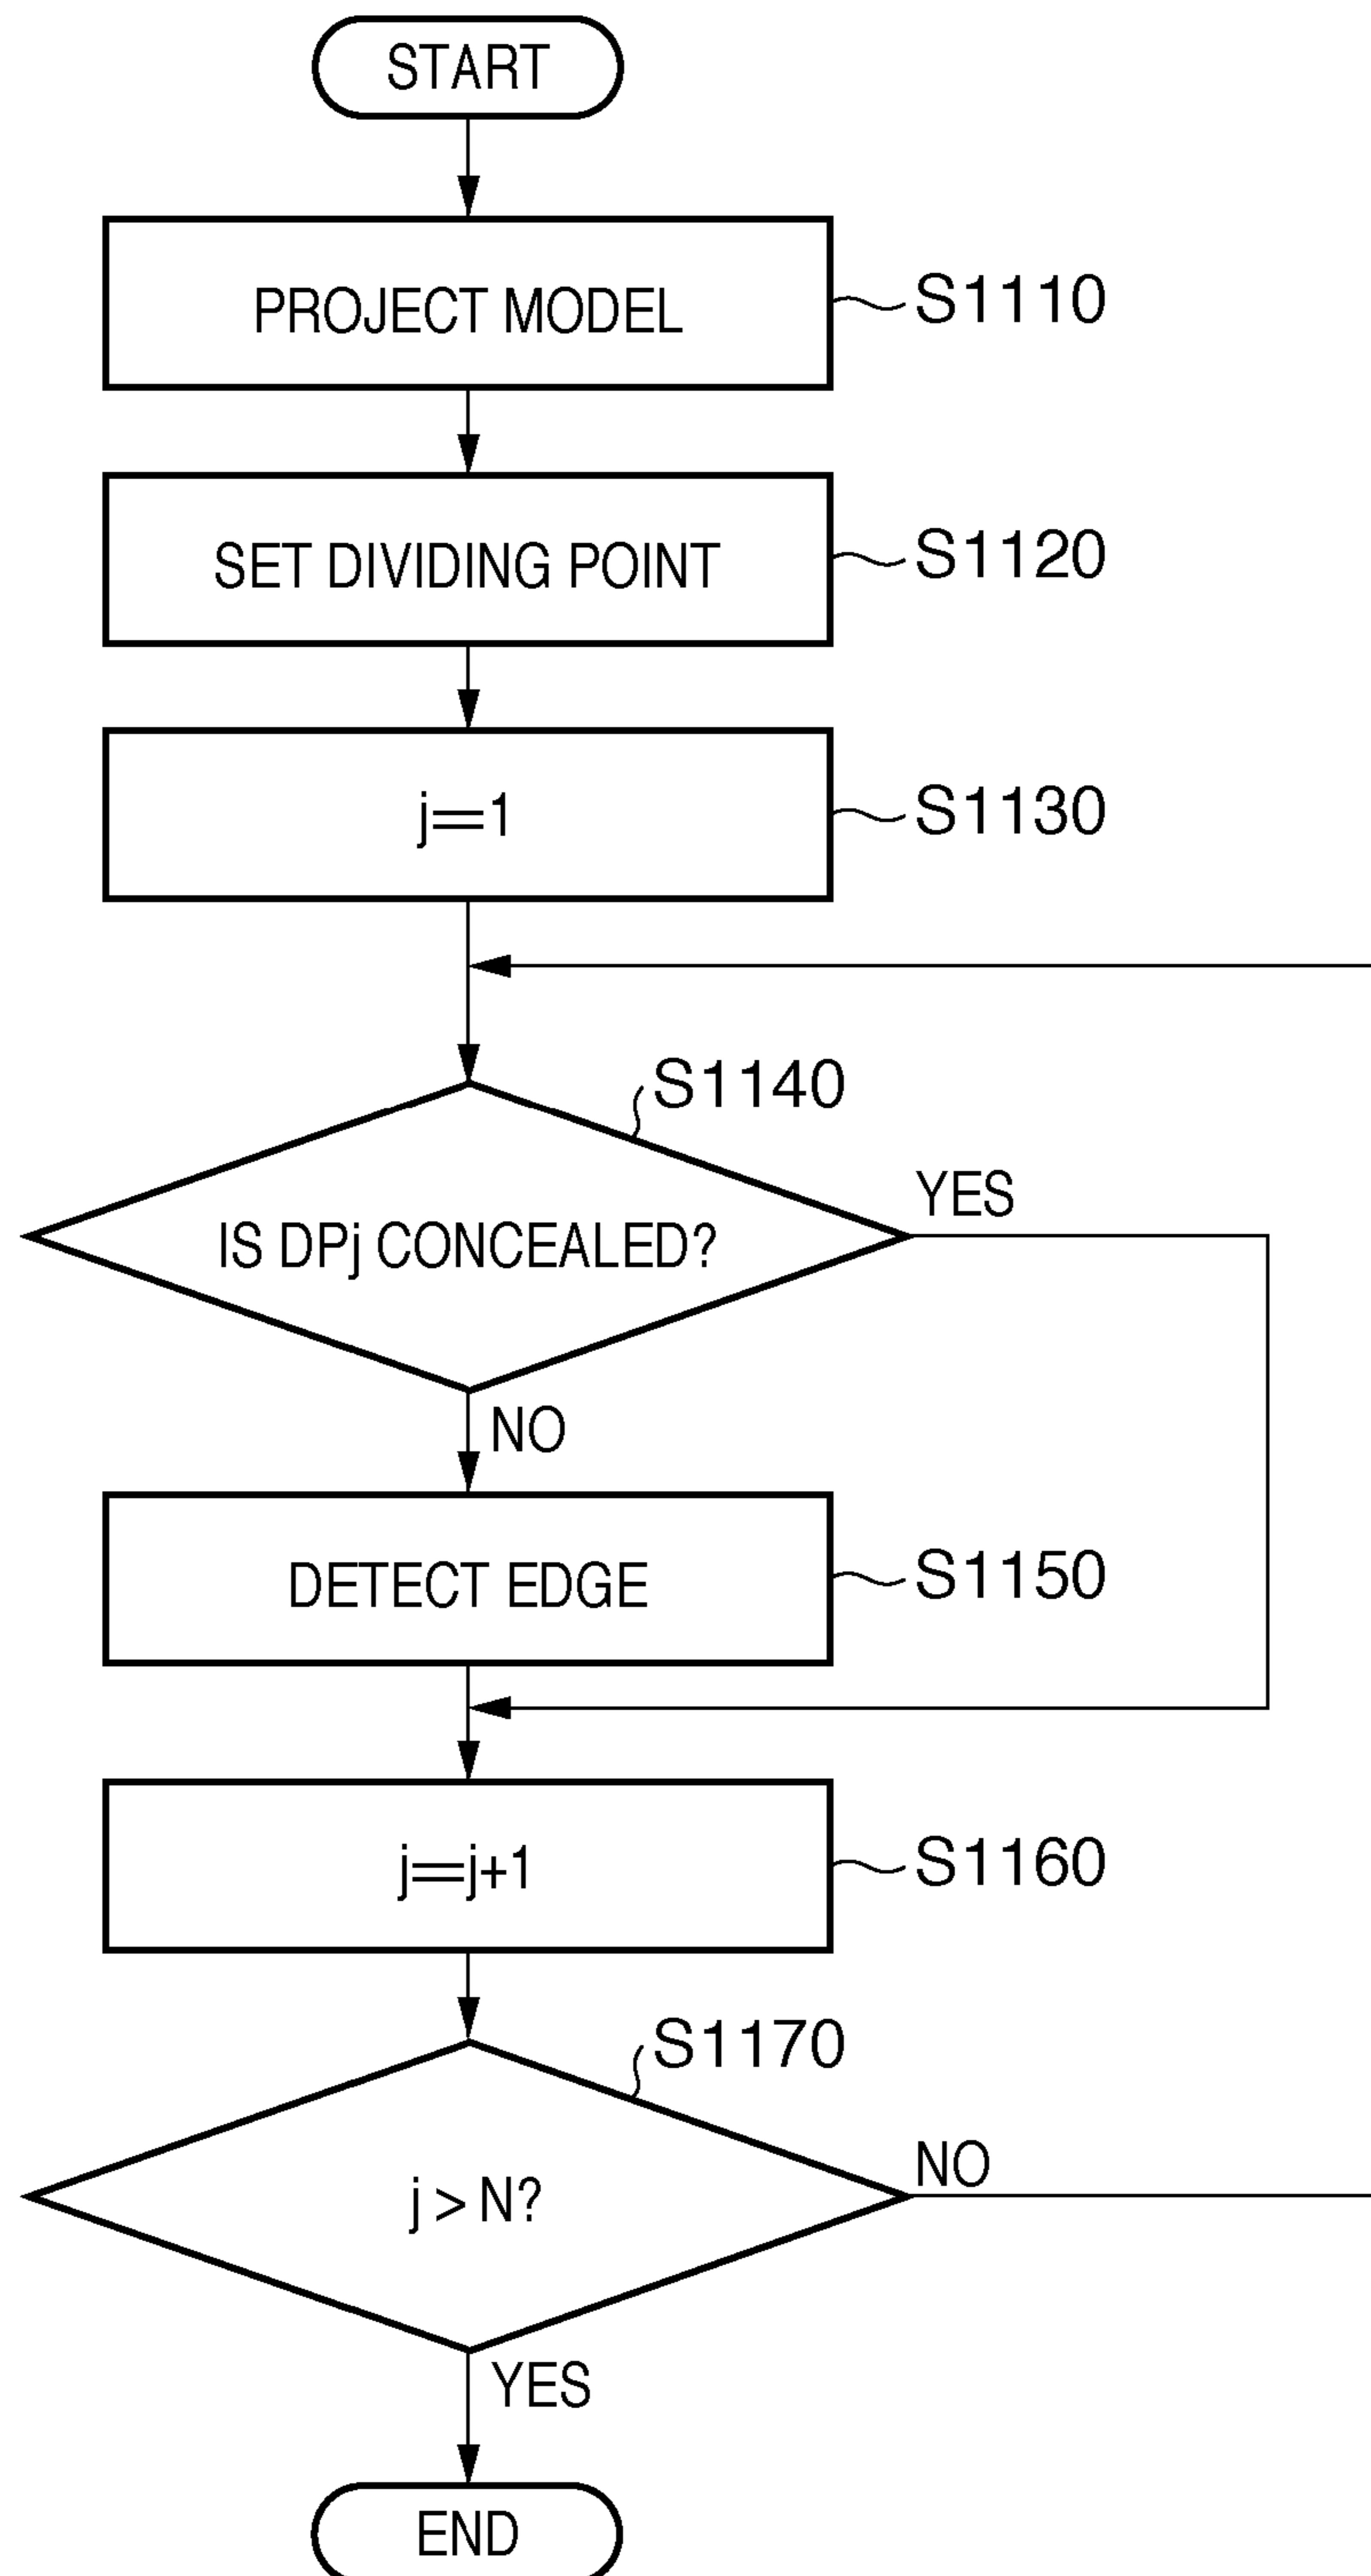 START
PROJECT MODEL
S1110
SET DIVIDING POINT
S1120
j=1
S1130
S1140
IS DPj CONCEALED?
YES
NO
DETECT EDGE
S1150
j=j+1
S1160
S1170
j > N?
NO
YES
END